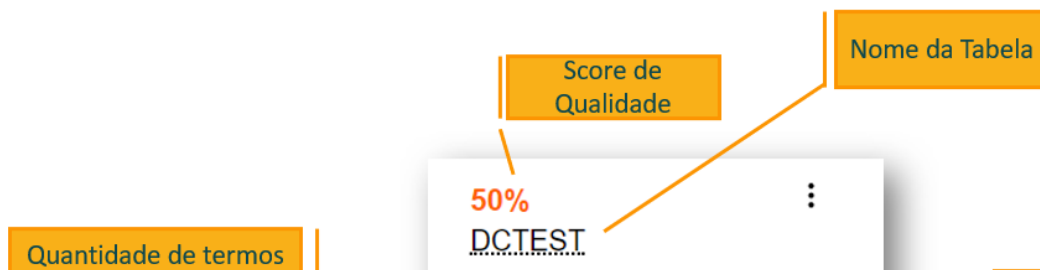 Nome da Tabela
Score de
Qualidade
50%
DCTEST
Quantidade de termos